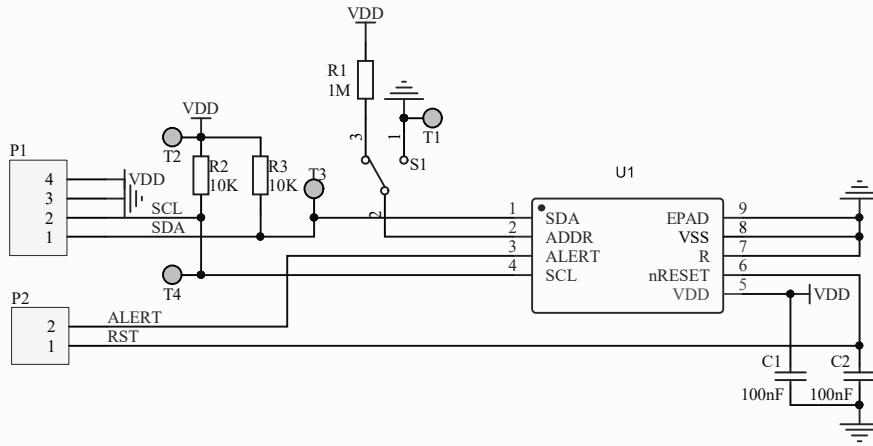 VDD
R1
1M
3
1
T1
S1
2
VDD
T2
R2
10K
R3
10K
T3
P1
4
VDD
3
2
SCL
1
SDA
T4
P2
2
ALERT
1
RST
U1
1
SDA
EPAD
9
2
ADDR
VSS
8
3
ALERT
R
7
4
SCL
nRESET
6
VDD
5
VDD
C1
100nF
C2
100nF